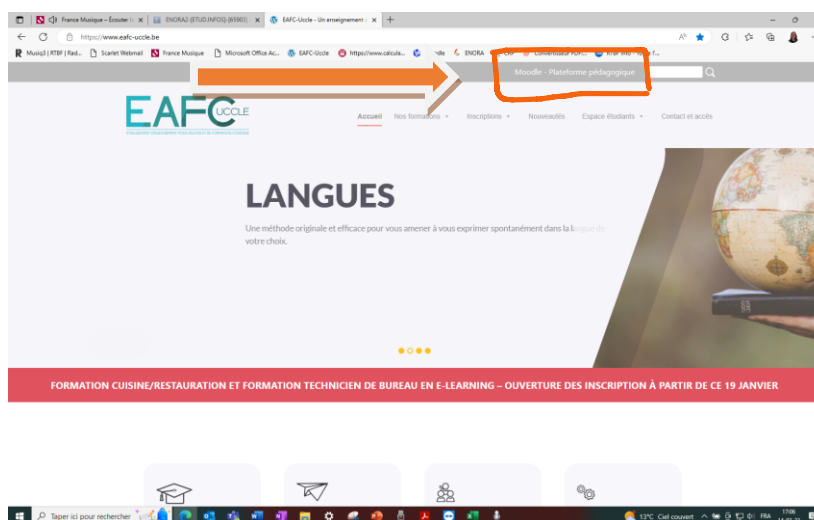 France Musique – Écouter l
ENORA2-(ETUD.INFOS)-(6590)
EAFC-Uccle - Un enseignement
https://www.eafc-uccle.be
Musiq3 | RTBF | Rad... Scarlet Webmail France Musique Microsoft Office Ac... EAFC-Uccle https://www.calcula... ENORA
Moodle - Plateforme pédagogique
EAFC UCCLE
Accueil Nos formations Inscriptions Nouveautés Espace étudiants Contact et accès
LANGUES
Une méthode originale et efficace pour vous amener à vous exprimer spontanément dans la langue de
votre choix.
FORMATION CUISINE/RESTAURATION ET FORMATION TECHNICIEN DE BUREAU EN E-LEARNING – OUVERTURE DES INSCRIPTION À PARTIR DE CE 19 JANVIER
Taper ici pour rechercher
13°C Ciel couvert FRA 17:06